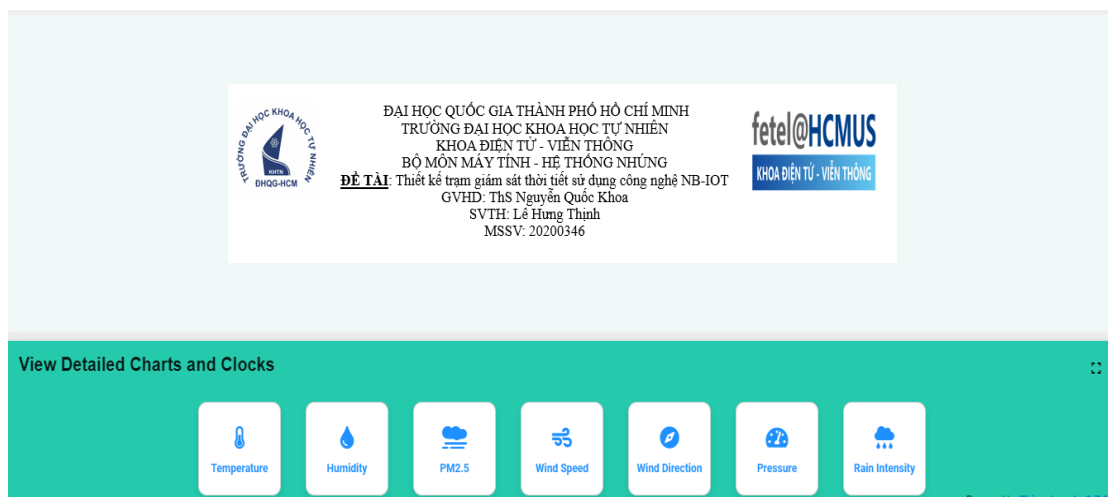 TRƯỜNG ĐẠI HỌC KHOA HỌC TỰ NHIÊN
KHTN
ĐHQG-HCM
ĐẠI HỌC QUỐC GIA THÀNH PHỐ HỒ CHÍ MINH
TRƯỜNG ĐẠI HỌC KHOA HỌC TỰ NHIÊN
KHOA ĐIỆN TỬ - VIỄN THÔNG
BỘ MÔN MÁY TÍNH - HỆ THỐNG NHÚNG
ĐỀ TÀI: Thiết kế trạm giám sát thời tiết sử dụng công nghệ NB-IOT
GVHD: ThS Nguyễn Quốc Khoa
SVTH: Lê Hưng Thịnh
MSSV: 20200346
fetel@HCMUS
KHOA ĐIỆN TỬ - VIỄN THÔNG
View Detailed Charts and Clocks
Temperature
Humidity
PM2.5
Wind Speed
Wind Direction
Pressure
Rain Intensity